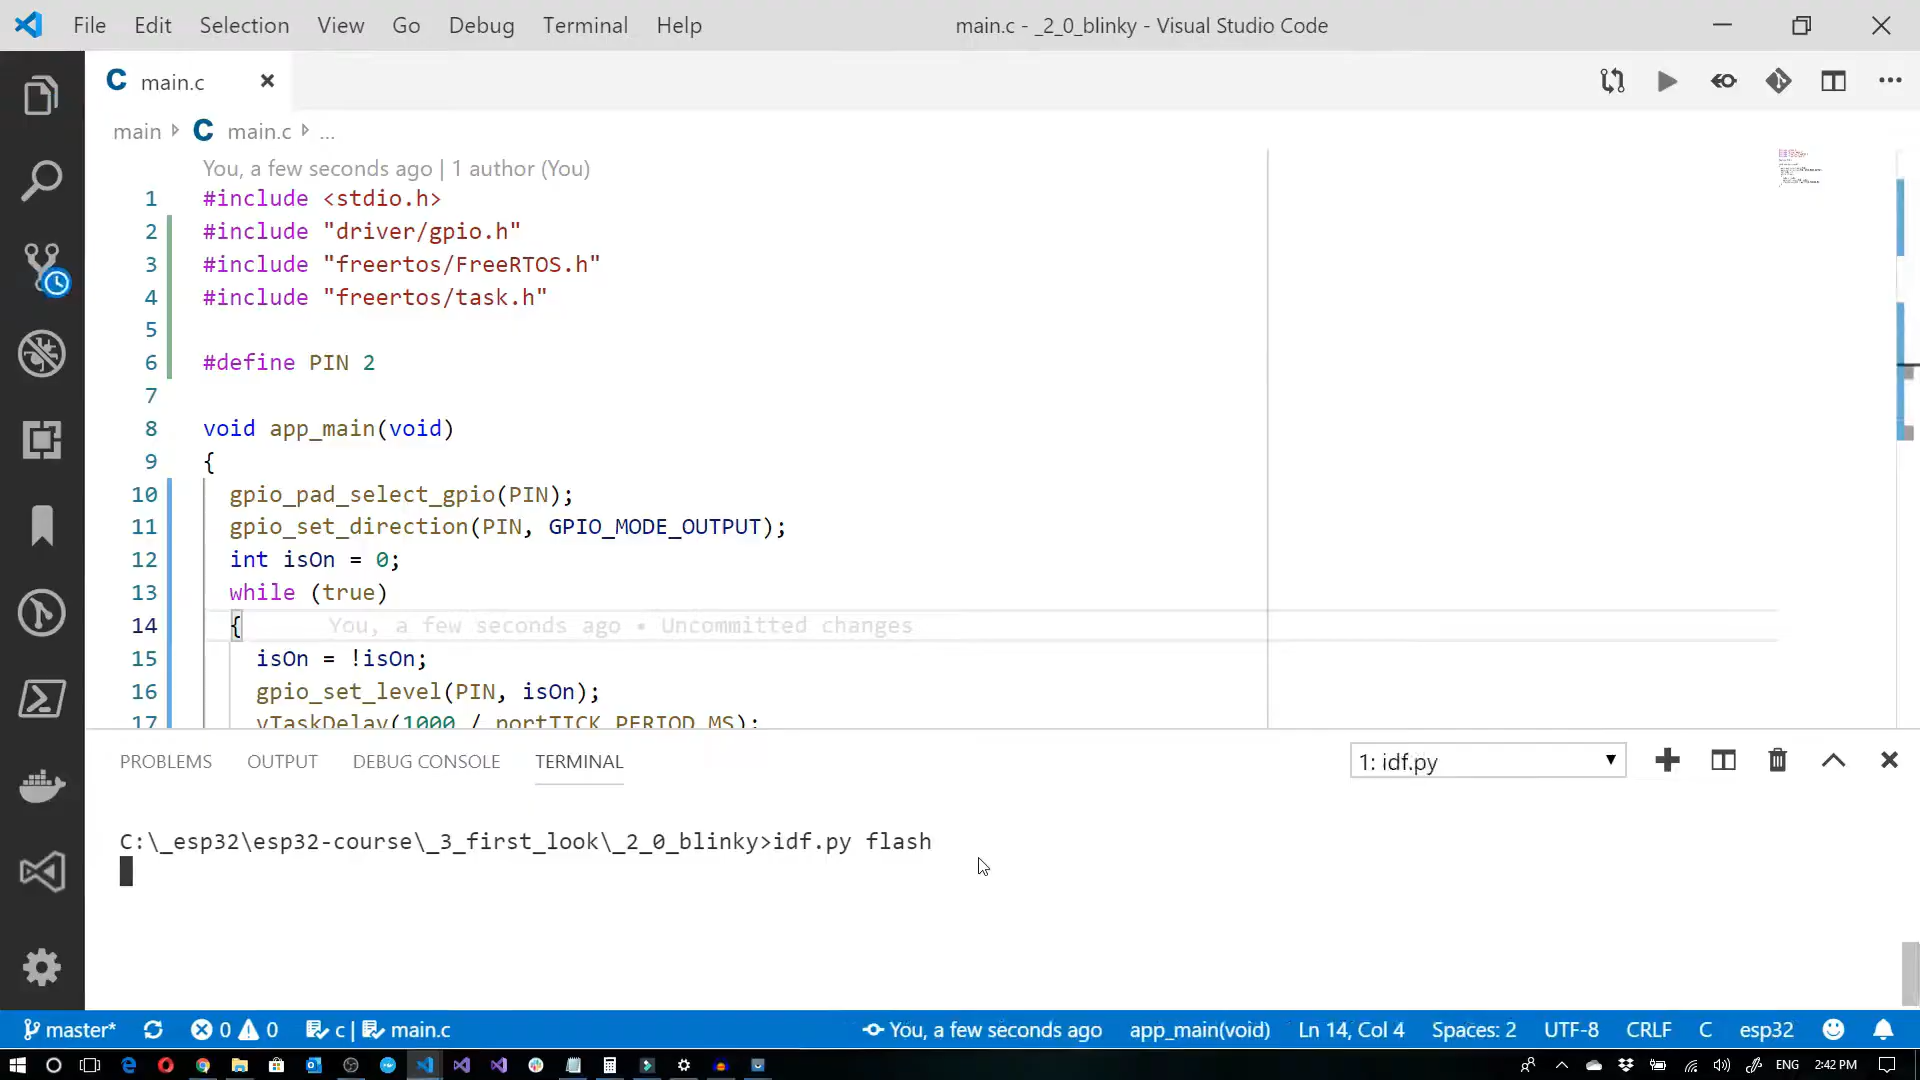 File Edit Selection View Go Debug Terminal Help main.c - _2_0_blinky - Visual Studio Code
C main.c
main C main.c ...
You, a few seconds ago | 1 author (You)
1 #include <stdio.h>
2 #include "driver/gpio.h"
3 #include "freertos/FreeRTOS.h"
4 #include "freertos/task.h"
5
6 #define PIN 2
7
8 void app_main(void)
9 {
10 gpio_pad_select_gpio(PIN);
11 gpio_set_direction(PIN, GPIO_MODE_OUTPUT);
12 int isOn = 0;
13 while (true)
14 { You, a few seconds ago • Uncommitted changes
15 isOn = !isOn;
16 gpio_set_level(PIN, isOn);
17 vTaskDelay(1000 / portTICK_PERIOD_MS);
PROBLEMS OUTPUT DEBUG CONSOLE TERMINAL 1: idf.py
C:\_esp32\esp32-course\_3_first_look\_2_0_blinky>idf.py flash
master* 0 0 c | main.c You, a few seconds ago app_main(void) Ln 14, Col 4 Spaces: 2 UTF-8 CRLF C esp32
ENG 2:42 PM